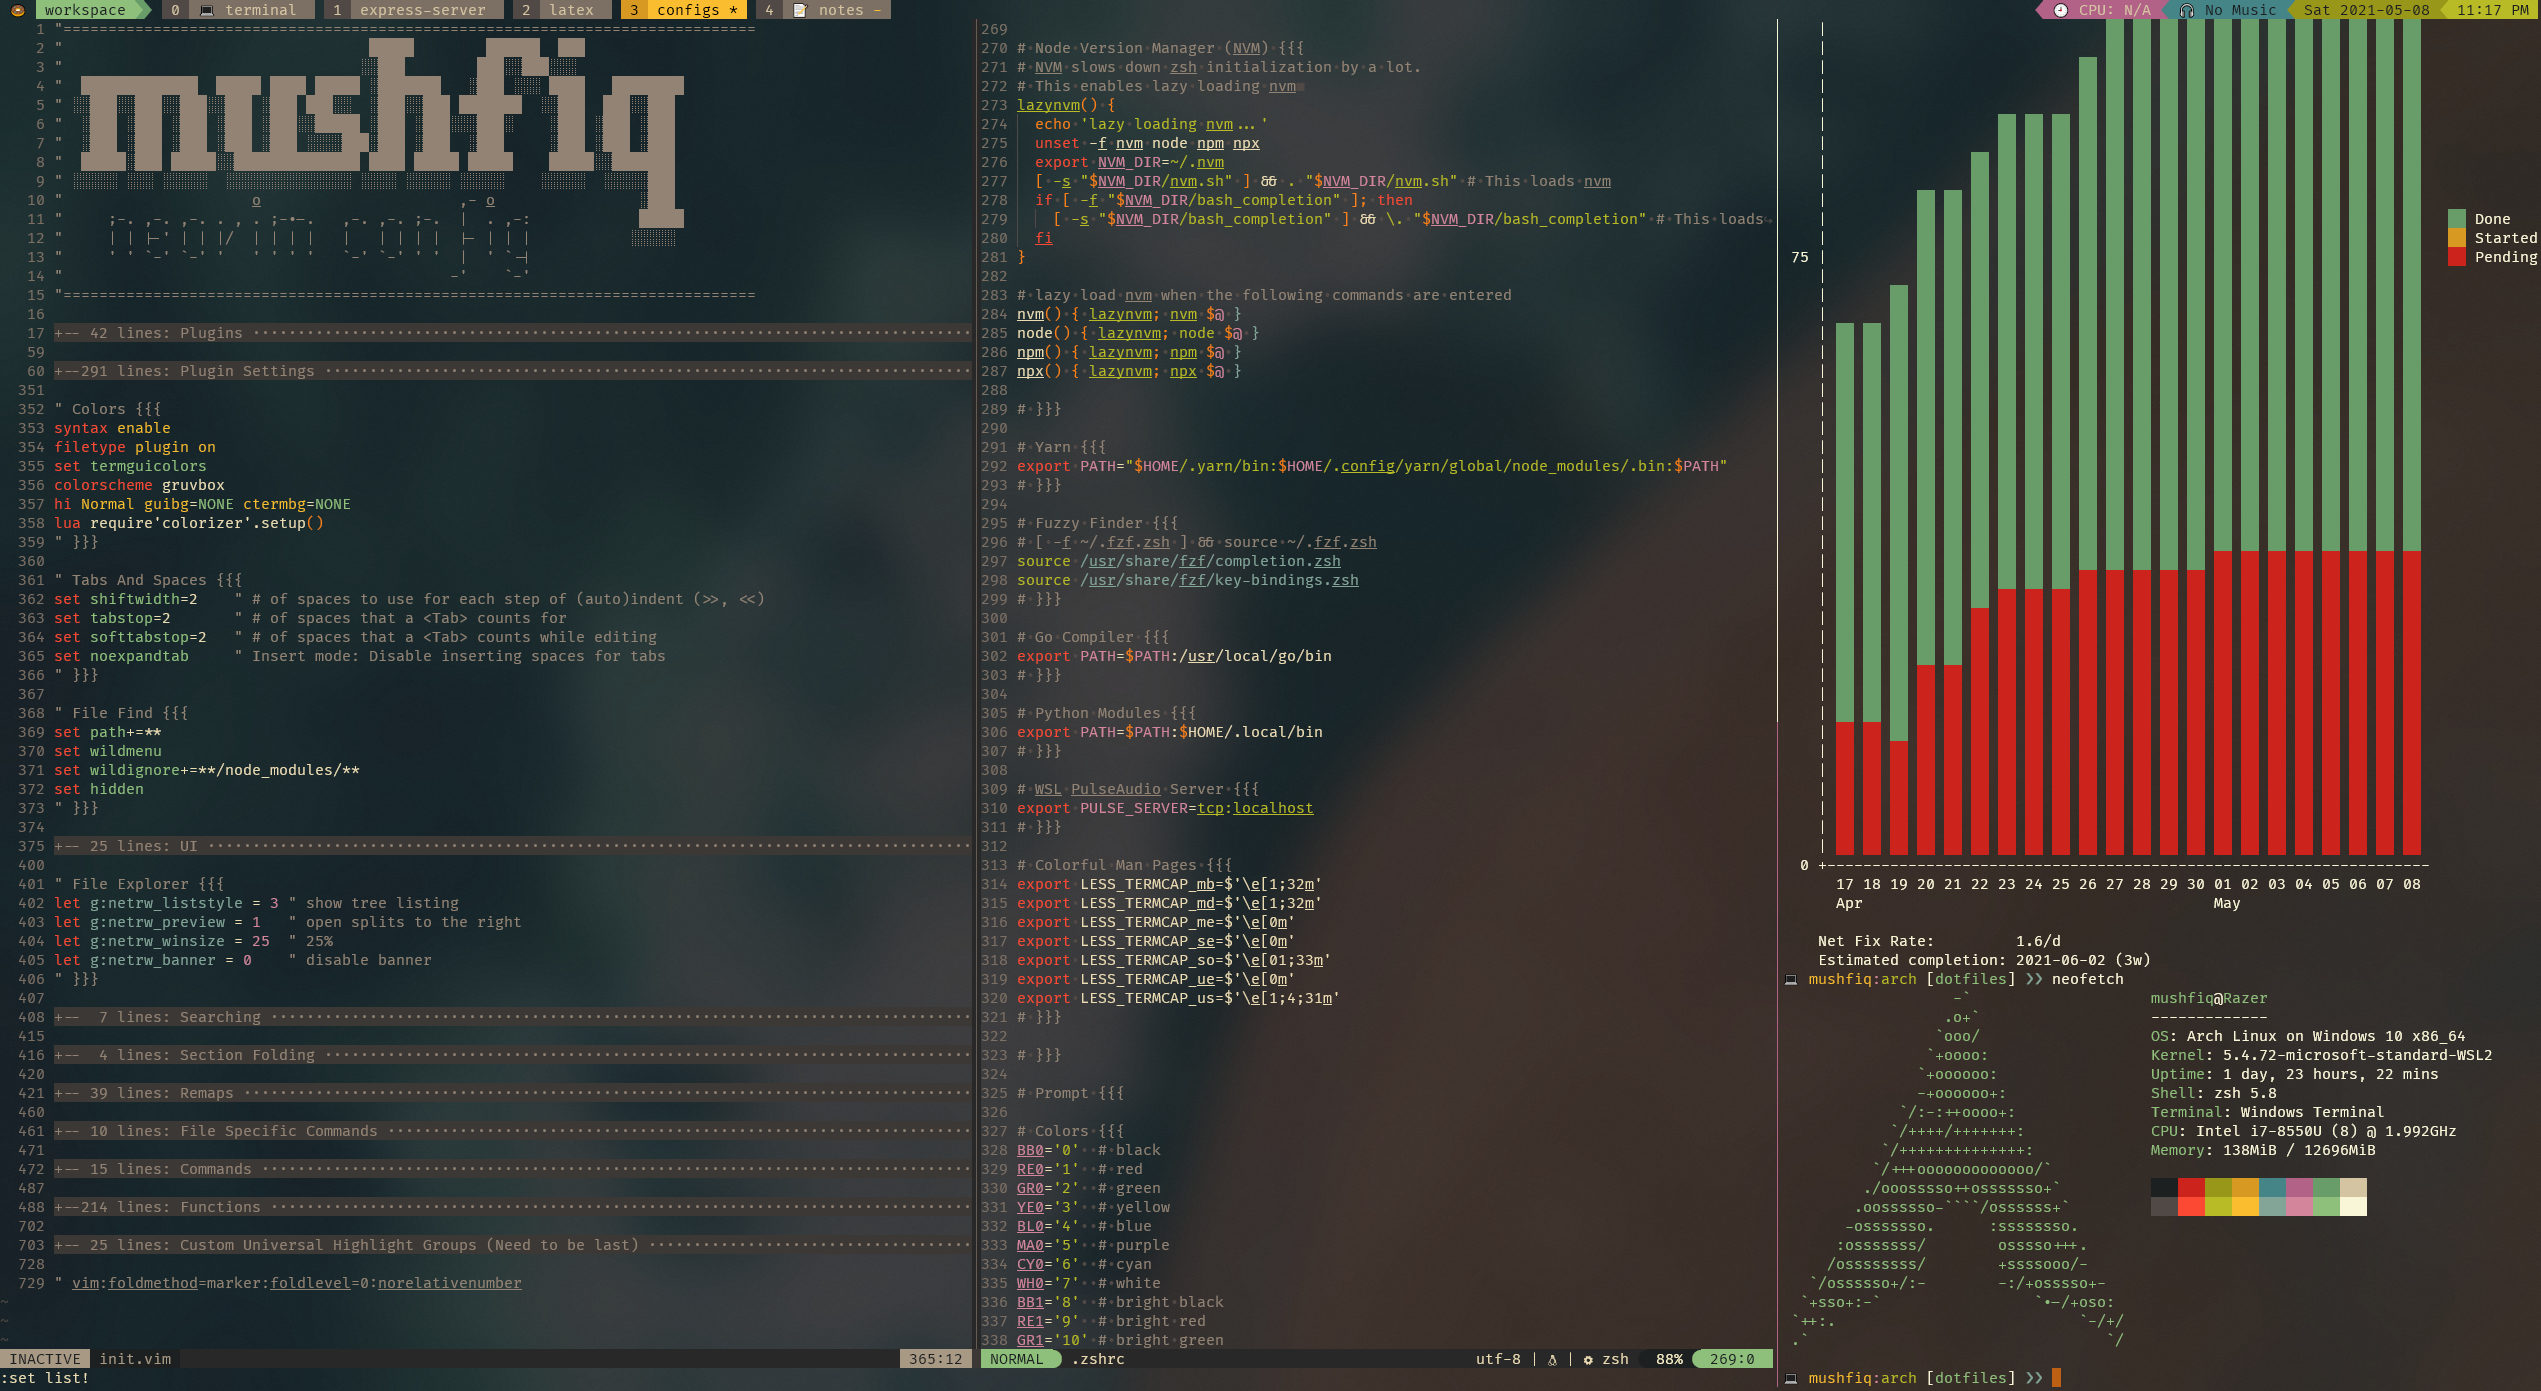 workspace 0 terminal 1 express-server 2 latex 3 configs * 4 notes - CPU: N/A No Music Sat 2021-05-08 11:17 PM
1 "=============================================================================
2 "
3 "
4 "
5 "
6 "
7 "
8 "
9 "
10 "
11 "
12 "
13 "
14 "
15 "=============================================================================
16
17 +-- 42 lines: Plugins
59
60 +--291 lines: Plugin Settings
351
352 " Colors {{{
353 syntax enable
354 filetype plugin on
355 set termguicolors
356 colorscheme gruvbox
357 hi Normal guibg=NONE ctermbg=NONE
358 lua require'colorizer'.setup()
359 " }}}
360
361 " Tabs And Spaces {{{
362 set shiftwidth=2    " # of spaces to use for each step of (auto)indent (>>, <<)
363 set tabstop=2       " # of spaces that a <Tab> counts for
364 set softtabstop=2   " # of spaces that a <Tab> counts while editing
365 set noexpandtab     " Insert mode: Disable inserting spaces for tabs
366 " }}}
367
368 " File Find {{{
369 set path+=**
370 set wildmenu
371 set wildignore+=**/node_modules/**
372 set hidden
373 " }}}
374
375 +-- 25 lines: UI
400
401 " File Explorer {{{
402 let g:netrw_liststyle = 3 " show tree listing
403 let g:netrw_preview = 1   " open splits to the right
404 let g:netrw_winsize = 25  " 25%
405 let g:netrw_banner = 0    " disable banner
406 " }}}
407
408 +--  7 lines: Searching
415
416 +--  4 lines: Section Folding
420
421 +-- 39 lines: Remaps
460
461 +-- 10 lines: File Specific Commands
471
472 +-- 15 lines: Commands
487
488 +--214 lines: Functions
702
703 +-- 25 lines: Custom Universal Highlight Groups (Need to be last)
728
729 " vim:foldmethod=marker:foldlevel=0:norelativenumber
~
~
~
INACTIVE init.vim 365:12
:set list!
269
270 # Node Version Manager (NVM) {{{
271 # NVM slows down zsh initialization by a lot.
272 # This enables lazy loading nvm
273 lazynvm() {
274   echo 'lazy loading nvm...'
275   unset -f nvm node npm npx
276   export NVM_DIR=~/.nvm
277   [ -s "$NVM_DIR/nvm.sh" ] && . "$NVM_DIR/nvm.sh" # This loads nvm
278   if [ -f "$NVM_DIR/bash_completion" ]; then
279     [ -s "$NVM_DIR/bash_completion" ] && \. "$NVM_DIR/bash_completion" # This loads
280   fi
281 }
282
283 # lazy load nvm when the following commands are entered
284 nvm() { lazynvm; nvm $@ }
285 node() { lazynvm; node $@ }
286 npm() { lazynvm; npm $@ }
287 npx() { lazynvm; npx $@ }
288
289 # }}}
290
291 # Yarn {{{
292 export PATH="$HOME/.yarn/bin:$HOME/.config/yarn/global/node_modules/.bin:$PATH"
293 # }}}
294
295 # Fuzzy Finder {{{
296 # [ -f ~/.fzf.zsh ] && source ~/.fzf.zsh
297 source /usr/share/fzf/completion.zsh
298 source /usr/share/fzf/key-bindings.zsh
299 # }}}
300
301 # Go Compiler {{{
302 export PATH=$PATH:/usr/local/go/bin
303 # }}}
304
305 # Python Modules {{{
306 export PATH=$PATH:$HOME/.local/bin
307 # }}}
308
309 # WSL PulseAudio Server {{{
310 export PULSE_SERVER=tcp:localhost
311 # }}}
312
313 # Colorful Man Pages {{{
314 export LESS_TERMCAP_mb=$'\e[1;32m'
315 export LESS_TERMCAP_md=$'\e[1;32m'
316 export LESS_TERMCAP_me=$'\e[0m'
317 export LESS_TERMCAP_se=$'\e[0m'
318 export LESS_TERMCAP_so=$'\e[01;33m'
319 export LESS_TERMCAP_ue=$'\e[0m'
320 export LESS_TERMCAP_us=$'\e[1;4;31m'
321 # }}}
322
323 # }}}
324
325 # Prompt {{{
326
327 # Colors {{{
328 BB0='0'  # black
329 RE0='1'  # red
330 GR0='2'  # green
331 YE0='3'  # yellow
332 BL0='4'  # blue
333 MA0='5'  # purple
334 CY0='6'  # cyan
335 WH0='7'  # white
336 BB1='8'  # bright black
337 RE1='9'  # bright red
338 GR1='10' # bright green
NORMAL .zshrc utf-8 | | zsh 88% 269:0
Done
Started
75 Pending
0
17 18 19 20 21 22 23 24 25 26 27 28 29 30 01 02 03 04 05 06 07 08
Apr May
Net Fix Rate: 1.6/d
Estimated completion: 2021-06-02 (3w)
mushfiq:arch [dotfiles] ❯❯ neofetch
mushfiq@Razer
-------------
OS: Arch Linux on Windows 10 x86_64
Kernel: 5.4.72-microsoft-standard-WSL2
Uptime: 1 day, 23 hours, 22 mins
Shell: zsh 5.8
Terminal: Windows Terminal
CPU: Intel i7-8550U (8) @ 1.992GHz
Memory: 138MiB / 12696MiB
mushfiq:arch [dotfiles] ❯❯